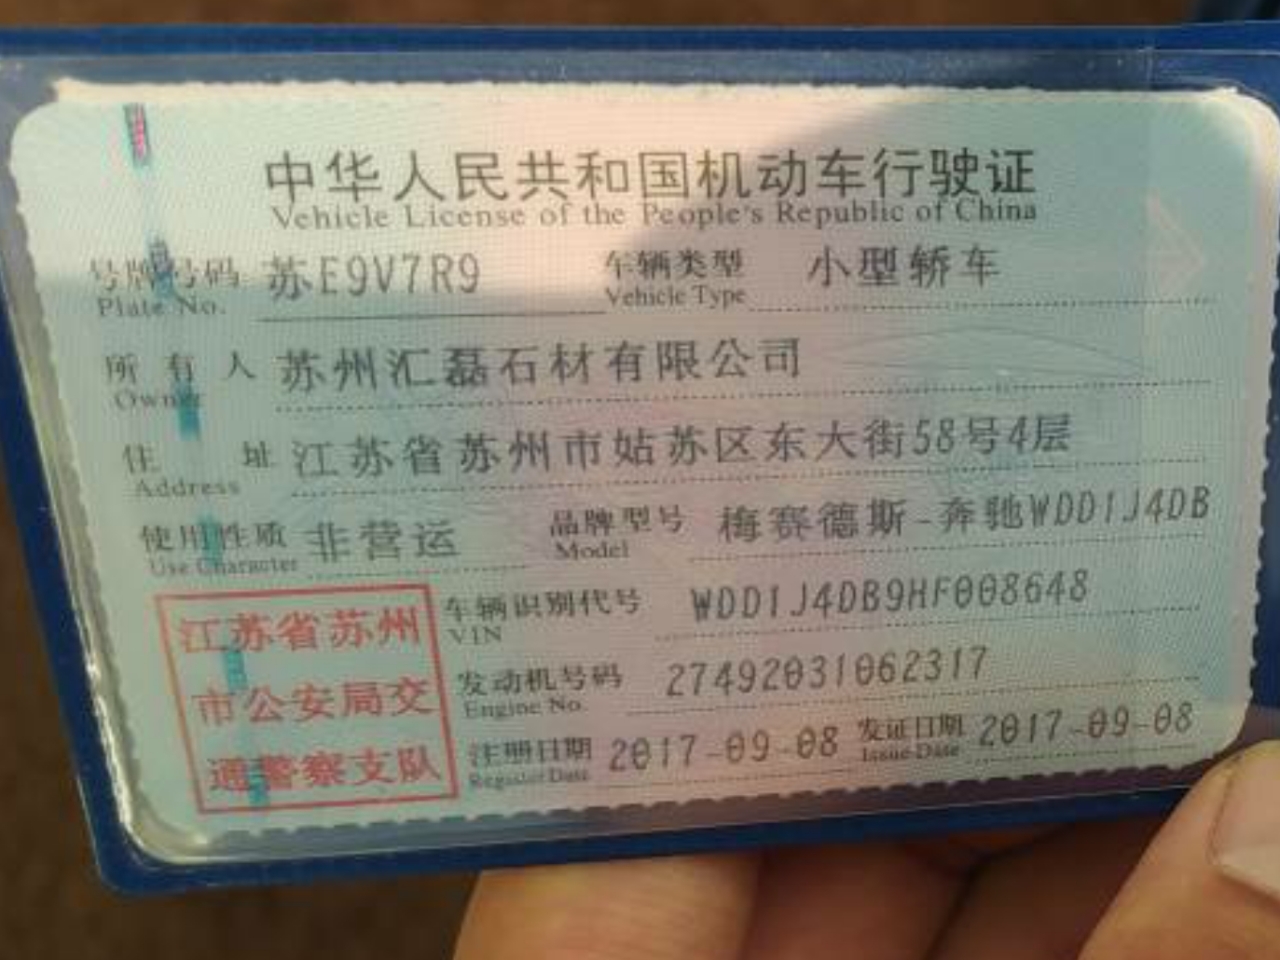 中华人民共和国机动车行驶证
Vehicle License of the People's Republic of China
号牌号码 苏E9V7R9 车辆类型 小型轿车
Plate No. Vehicle Type
所有人 苏州汇磊石材有限公司
Owner
住址 江苏省苏州市姑苏区东大街58号4层
Address
使用性质 非营运 品牌型号 梅赛德斯-奔驰WDD1J4DB
Use Character Model
江苏省苏州 车辆识别代号 WDD1J4DB9HF008648
VIN
市公安局交 发动机号码 27492031062317
Engine No.
通警察支队 注册日期 2017-09-08 发证日期 2017-09-08
Register Date Issue Date